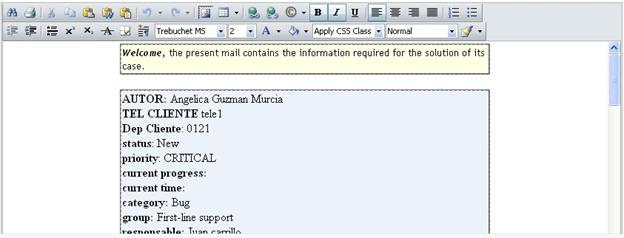 Trebuchet MS 2 A Apply CSS Class Normal
Welcome, the present mail contains the information required for the solution of its
case.
AUTOR: Angelica Guzman Murcia
TEL CLIENTE tele1
Dep Cliente: 0121
status: New
priority: CRITICAL
current progress:
current time:
category: Bug
group: First-line support
responsable: Juan carrillo